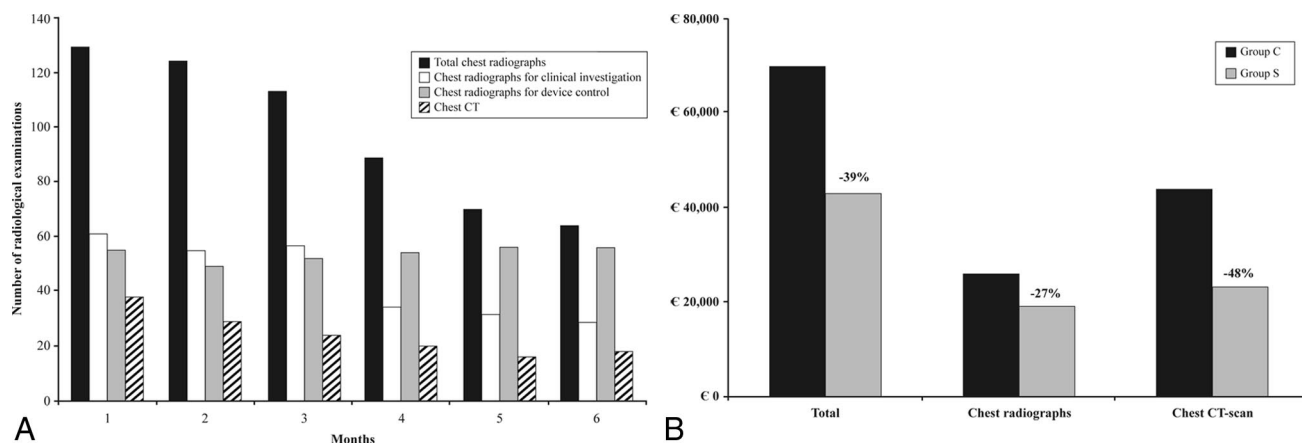 140
120
100
80
60
40
20
0
Number of radiological examinations
Total chest radiographs
Chest radiographs for clinical investigation
Chest radiographs for device control
Chest CT
1 2 3 4 5 6
Months
A
€ 80,000
€ 60,000
€ 40,000
€ 20,000
€ 0
Group C
Group S
-39%
-27%
-48%
Total Chest radiographs Chest CT-scan
B